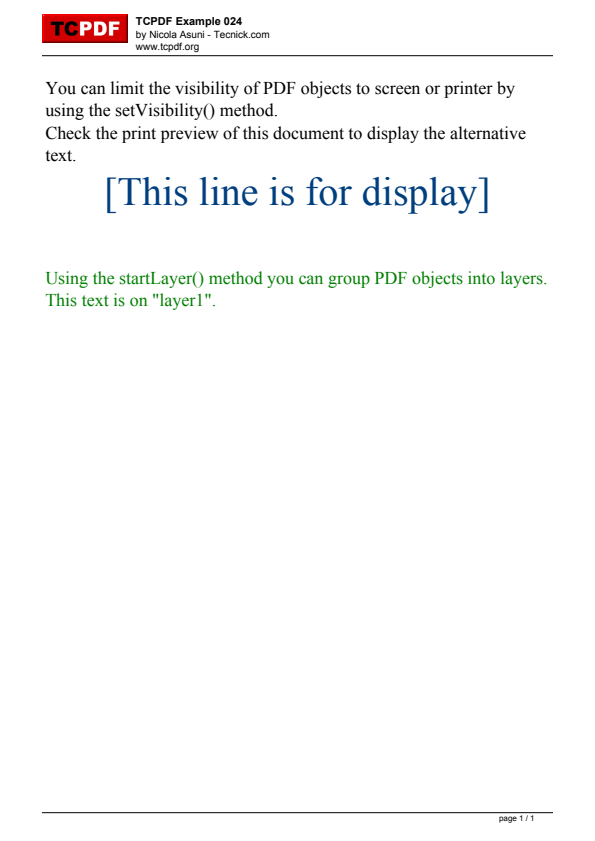 TCPDF
TCPDF Example 024
by Nicola Asuni - Tecnick.com
www.tcpdf.org
You can limit the visibility of PDF objects to screen or printer by
using the setVisibility() method.
Check the print preview of this document to display the alternative
text.
[This line is for display]
Using the startLayer() method you can group PDF objects into layers.
This text is on "layer1".
page 1 / 1